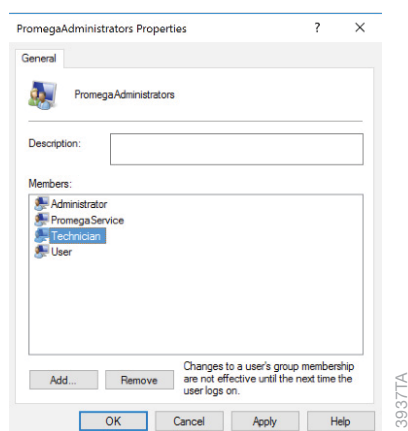 PromegaAdministrators Properties ? ×
General
PromegaAdministrators
Description:
Members:
Administrator
PromegaService
Technician
User
Add... Remove
Changes to a user's group membership
are not effective until the next time the
user logs on.
OK Cancel Apply Help
3937TA